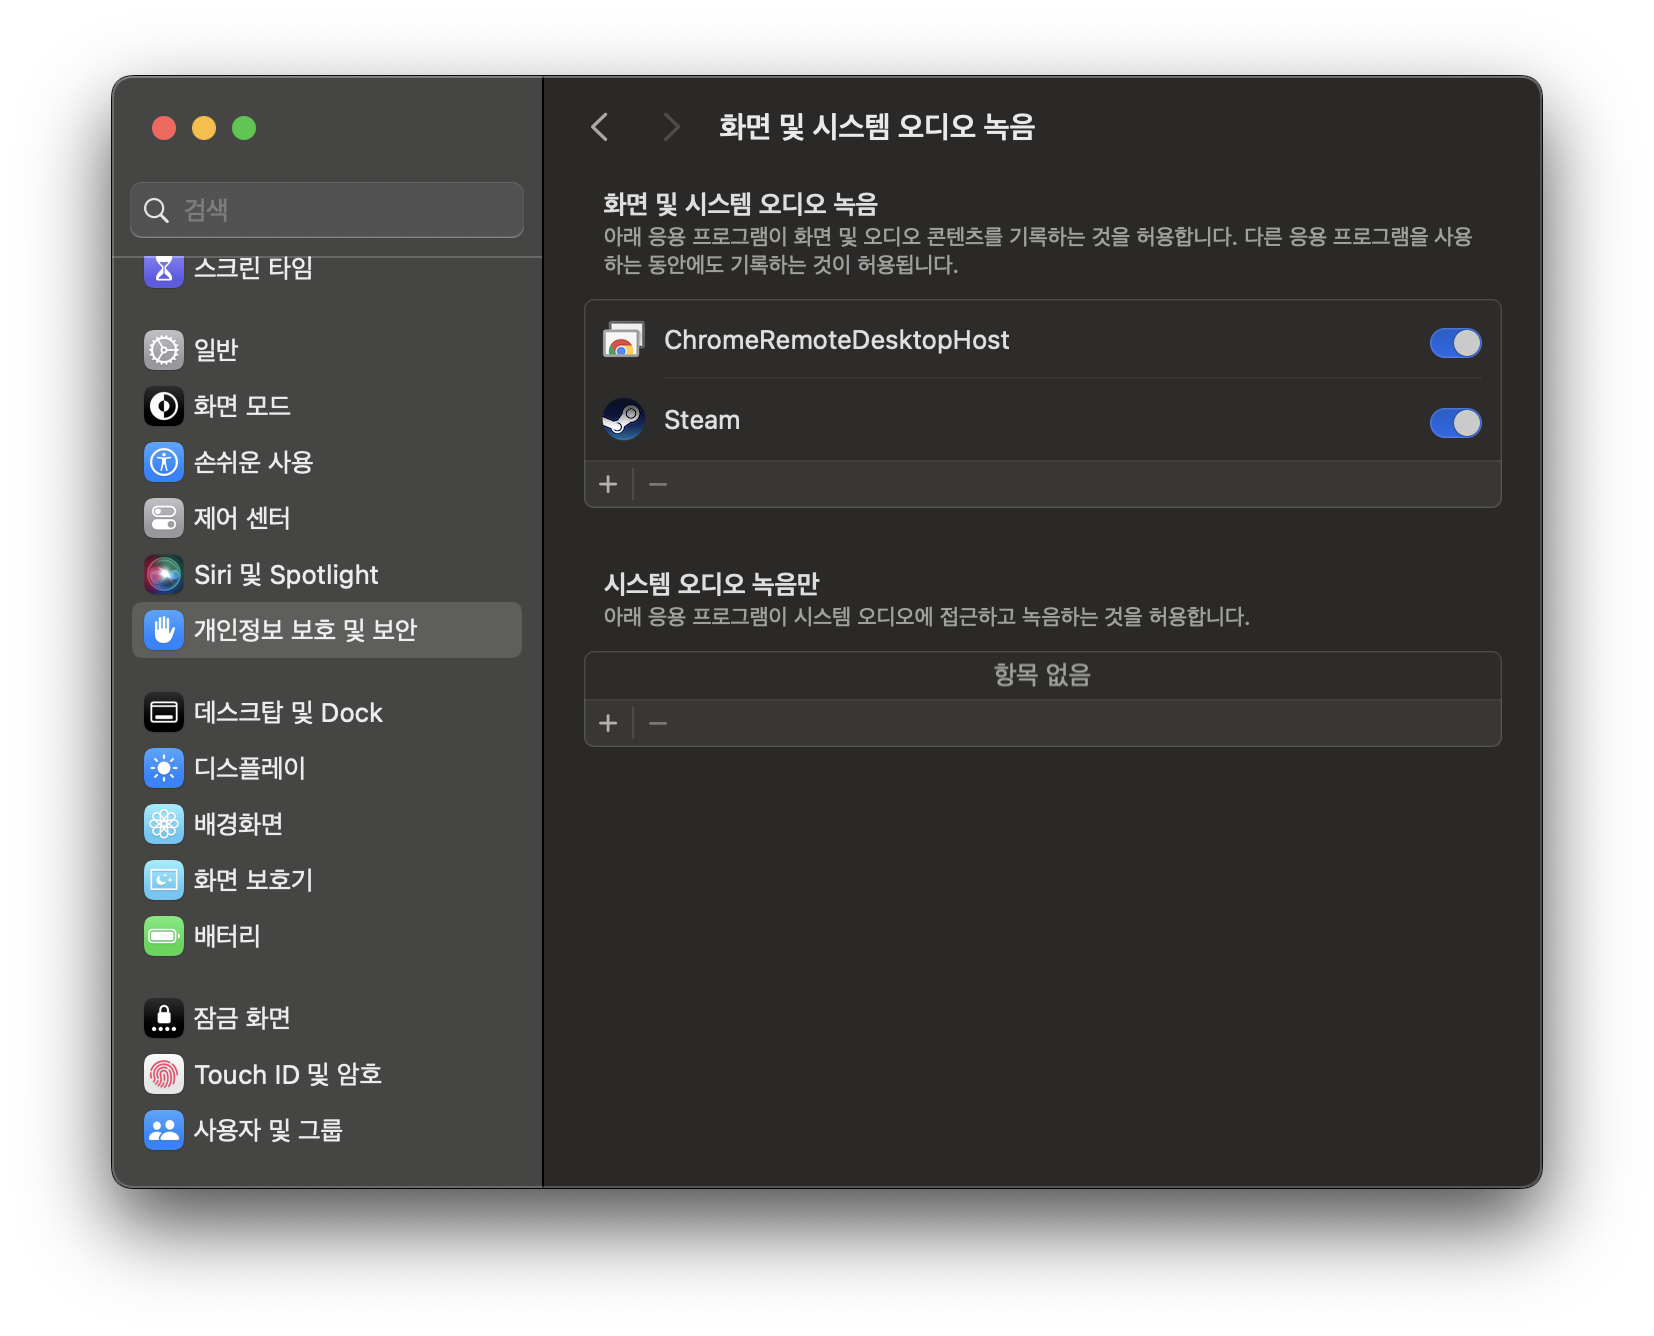 검색
스크린 타임
일반
화면 모드
손쉬운 사용
제어 센터
Siri 및 Spotlight
개인정보 보호 및 보안
데스크탑 및 Dock
디스플레이
배경화면
화면 보호기
배터리
잠금 화면
Touch ID 및 암호
사용자 및 그룹
화면 및 시스템 오디오 녹음
화면 및 시스템 오디오 녹음
아래 응용 프로그램이 화면 및 오디오 콘텐츠를 기록하는 것을 허용합니다. 다른 응용 프로그램을 사용
하는 동안에도 기록하는 것이 허용됩니다.
ChromeRemoteDesktopHost
Steam
시스템 오디오 녹음만
아래 응용 프로그램이 시스템 오디오에 접근하고 녹음하는 것을 허용합니다.
항목 없음